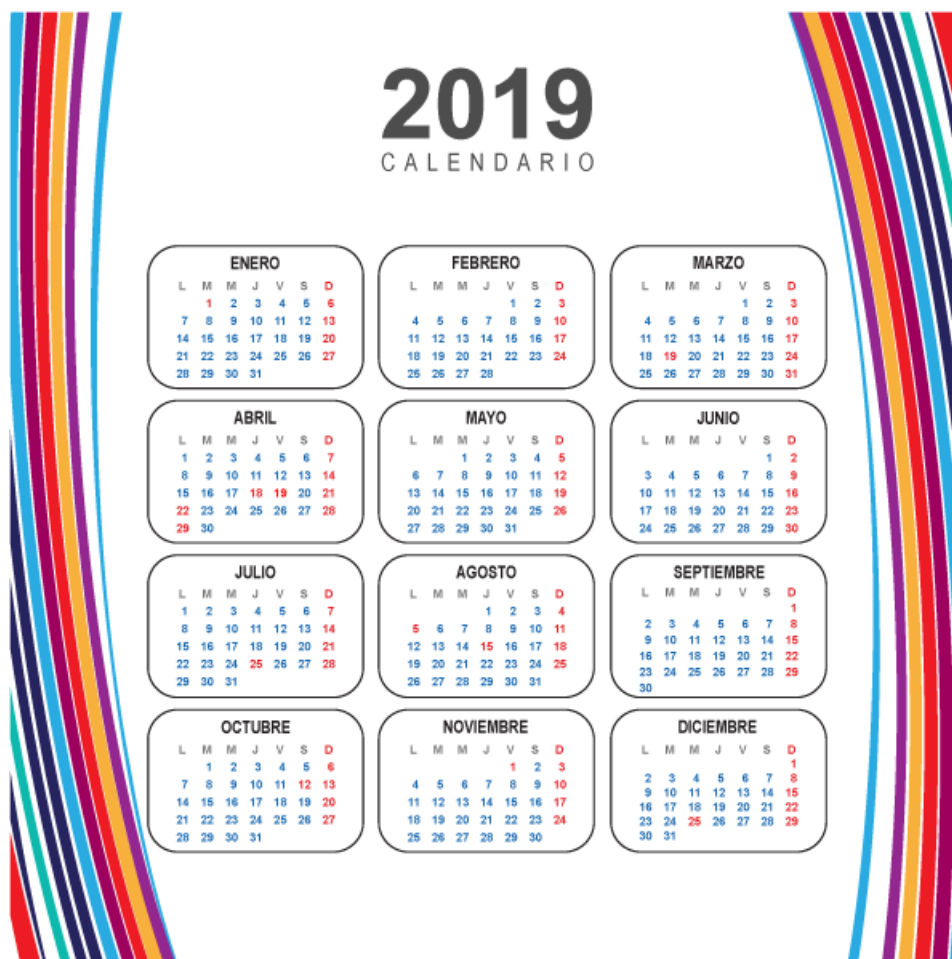 2019
CALENDARIO
ENERO
L M M J V S D
1 2 3 4 5 6
7 8 9 10 11 12 13
14 15 16 17 18 19 20
21 22 23 24 25 26 27
28 29 30 31
FEBRERO
L M M J V S D
1 2 3
4 5 6 7 8 9 10
11 12 13 14 15 16 17
18 19 20 21 22 23 24
25 26 27 28
MARZO
L M M J V S D
1 2 3
4 5 6 7 8 9 10
11 12 13 14 15 16 17
18 19 20 21 22 23 24
25 26 27 28 29 30 31
ABRIL
L M M J V S D
1 2 3 4 5 6 7
8 9 10 11 12 13 14
15 16 17 18 19 20 21
22 23 24 25 26 27 28
29 30
MAYO
L M M J V S D
1 2 3 4 5
6 7 8 9 10 11 12
13 14 15 16 17 18 19
20 21 22 23 24 25 26
27 28 29 30 31
JUNIO
L M M J V S D
1 2
3 4 5 6 7 8 9
10 11 12 13 14 15 16
17 18 19 20 21 22 23
24 25 26 27 28 29 30
JULIO
L M M J V S D
1 2 3 4 5 6 7
8 9 10 11 12 13 14
15 16 17 18 19 20 21
22 23 24 25 26 27 28
29 30 31
AGOSTO
L M M J V S D
1 2 3 4
5 6 7 8 9 10 11
12 13 14 15 16 17 18
19 20 21 22 23 24 25
26 27 28 29 30 31
SEPTIEMBRE
L M M J V S D
1
2 3 4 5 6 7 8
9 10 11 12 13 14 15
16 17 18 19 20 21 22
23 24 25 26 27 28 29
30
OCTUBRE
L M M J V S D
1 2 3 4 5 6
7 8 9 10 11 12 13
14 15 16 17 18 19 20
21 22 23 24 25 26 27
28 29 30 31
NOVIEMBRE
L M M J V S D
1 2 3
4 5 6 7 8 9 10
11 12 13 14 15 16 17
18 19 20 21 22 23 24
25 26 27 28 29 30
DICIEMBRE
L M M J V S D
1
2 3 4 5 6 7 8
9 10 11 12 13 14 15
16 17 18 19 20 21 22
23 24 25 26 27 28 29
30 31